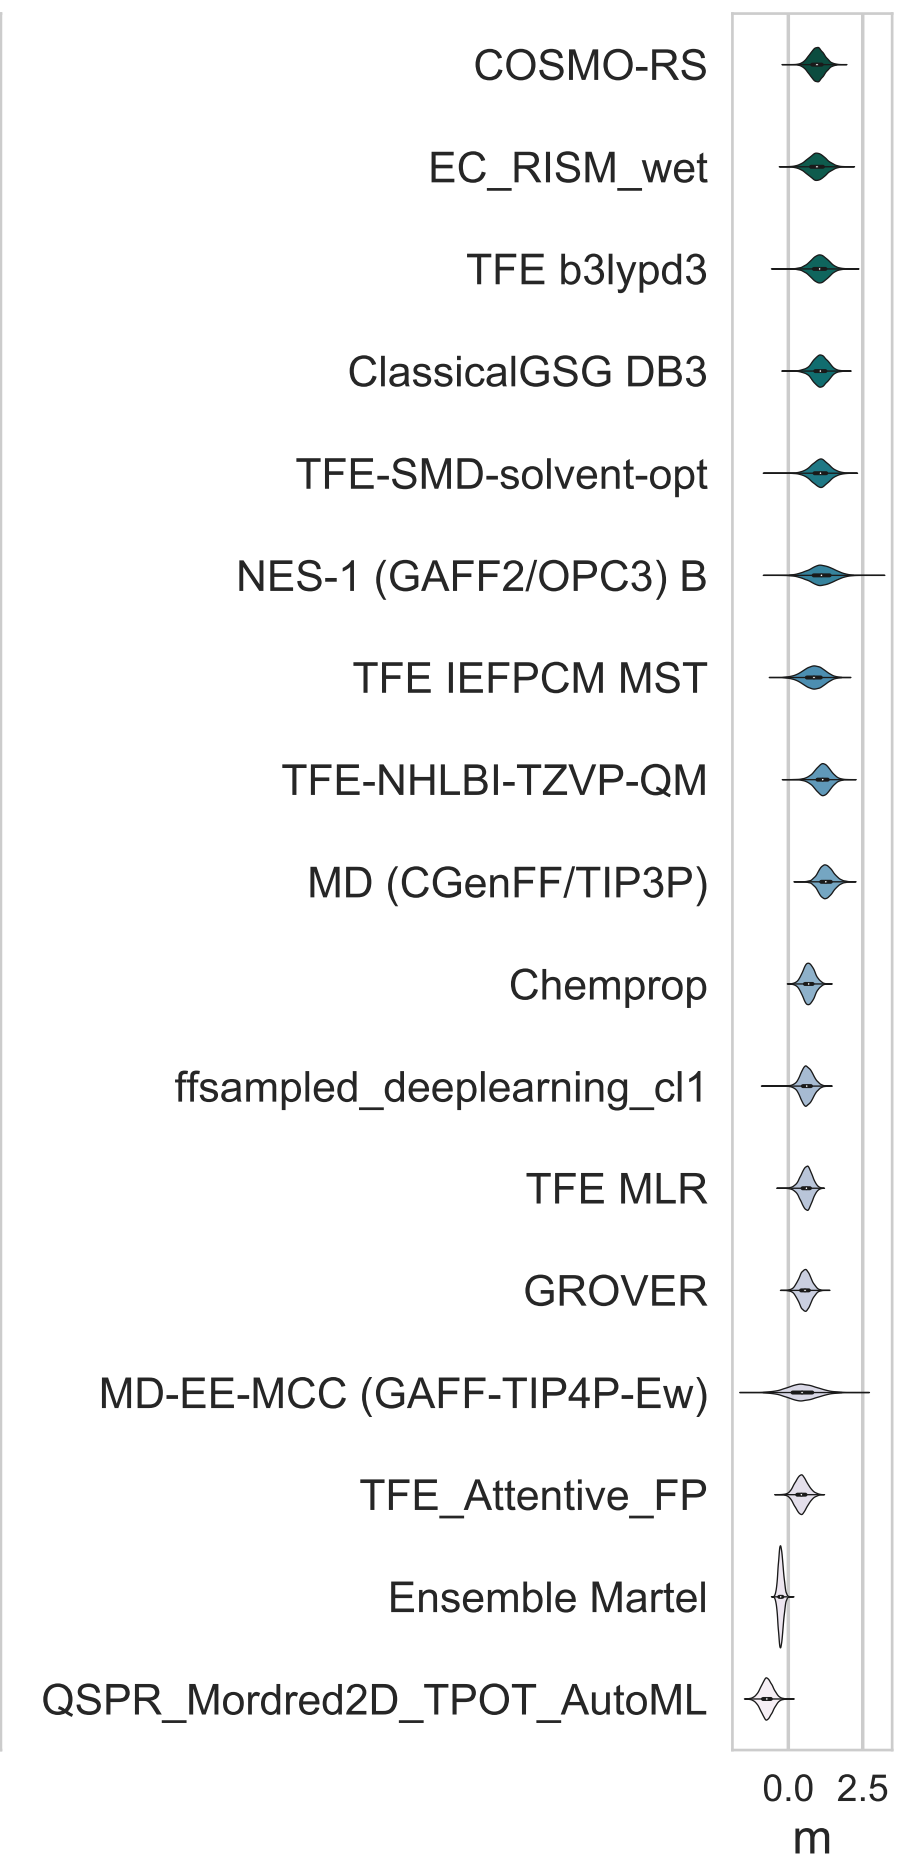 COSMO-RS
EC_RISM_wet
TFE b3lypd3
ClassicalGSG DB3
TFE-SMD-solvent-opt
NES-1 (GAFF2/OPC3) B
TFE IEFPCM MST
TFE-NHLBI-TZVP-QM
MD (CGenFF/TIP3P)
Chemprop
ffsampled_deeplearning_cl1
TFE MLR
GROVER
MD-EE-MCC (GAFF-TIP4P-Ew)
TFE_Attentive_FP
Ensemble Martel
QSPR_Mordred2D_TPOT_AutoML
0.0 2.5
m